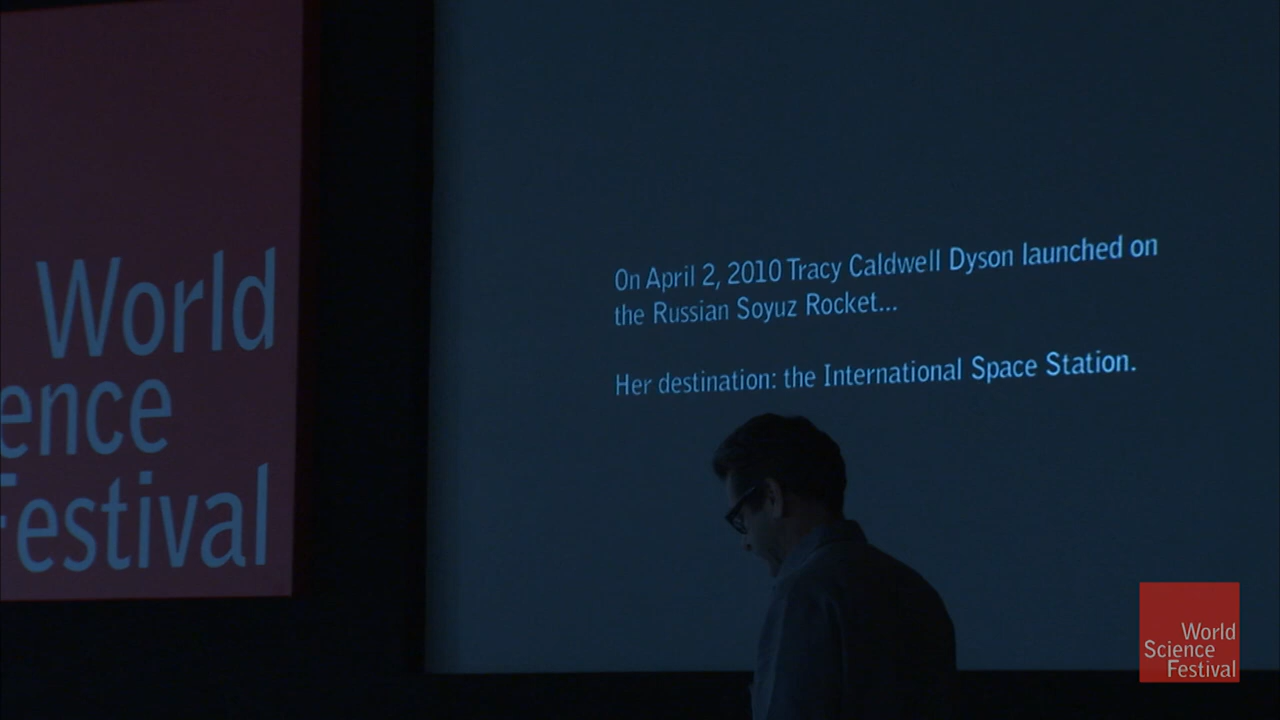 World
ence
Festival
On April 2, 2010 Tracy Caldwell Dyson launched on
the Russian Soyuz Rocket...
Her destination: the International Space Station.
World
Science
Festival